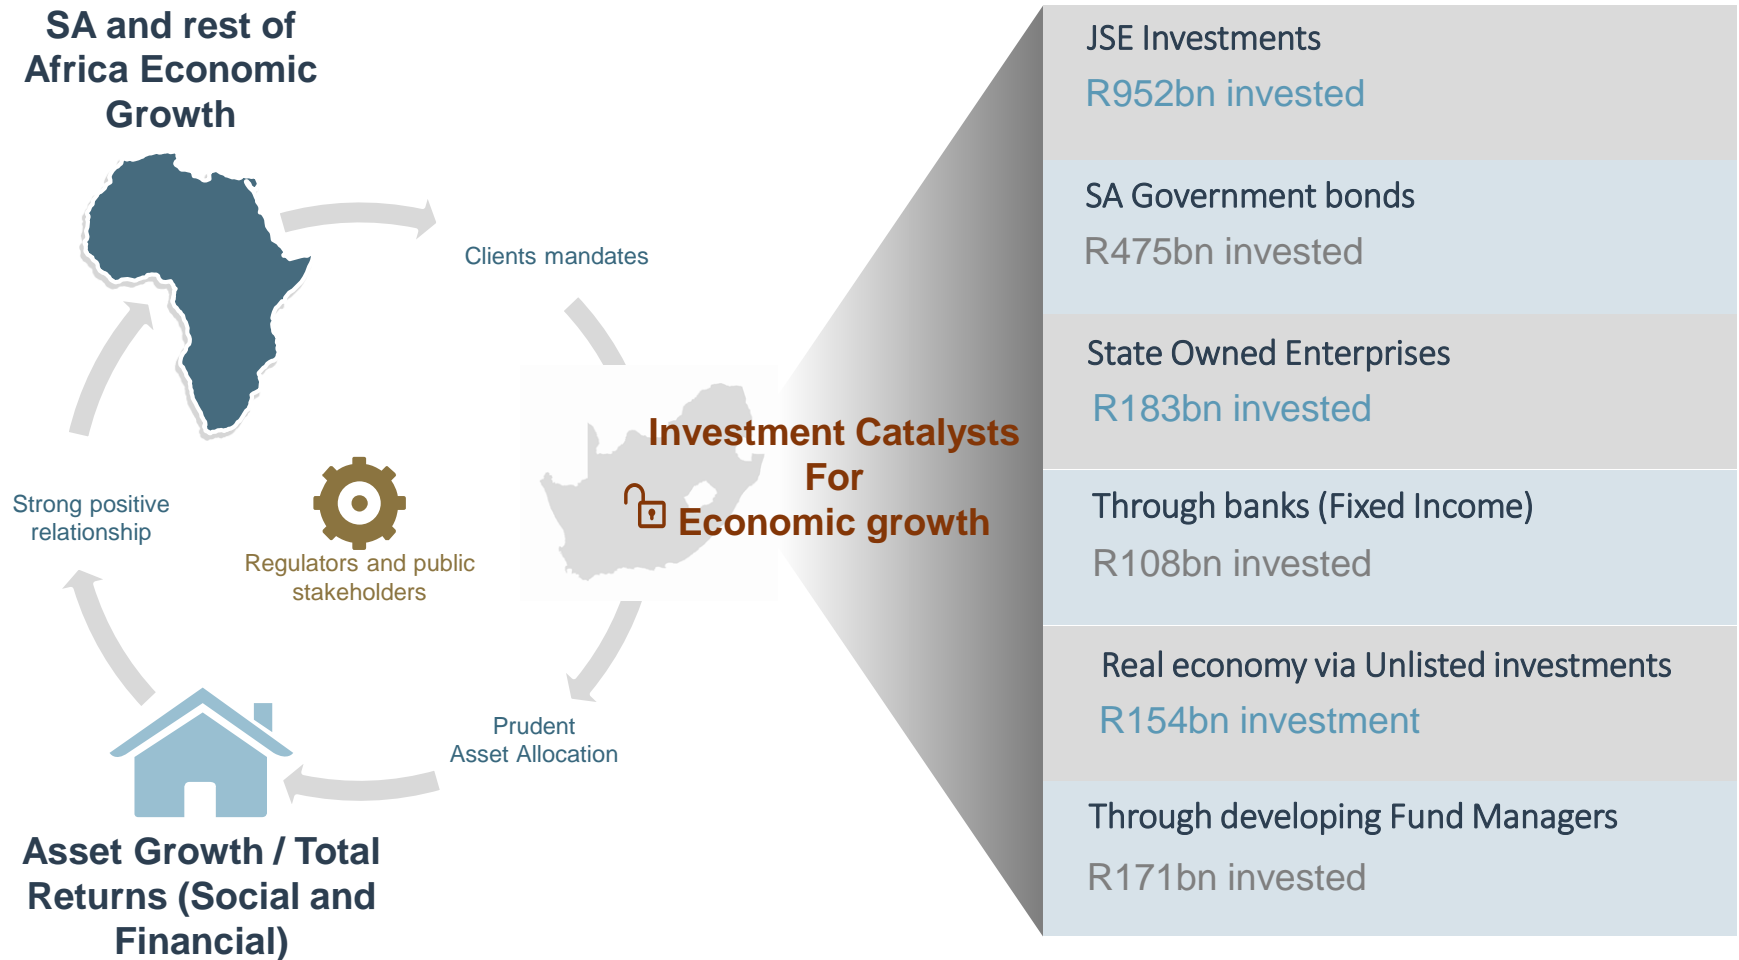 SA and rest of
Africa Economic
Growth
Clients mandates
Investment Catalysts
For
Economic growth
Prudent
Asset Allocation
Asset Growth / Total
Returns (Social and
Financial)
Strong positive
relationship
Regulators and public
stakeholders
JSE Investments
R952bn invested
SA Government bonds
R475bn invested
State Owned Enterprises
R183bn invested
Through banks (Fixed Income)
R108bn invested
Real economy via Unlisted investments
R154bn investment
Through developing Fund Managers
R171bn invested